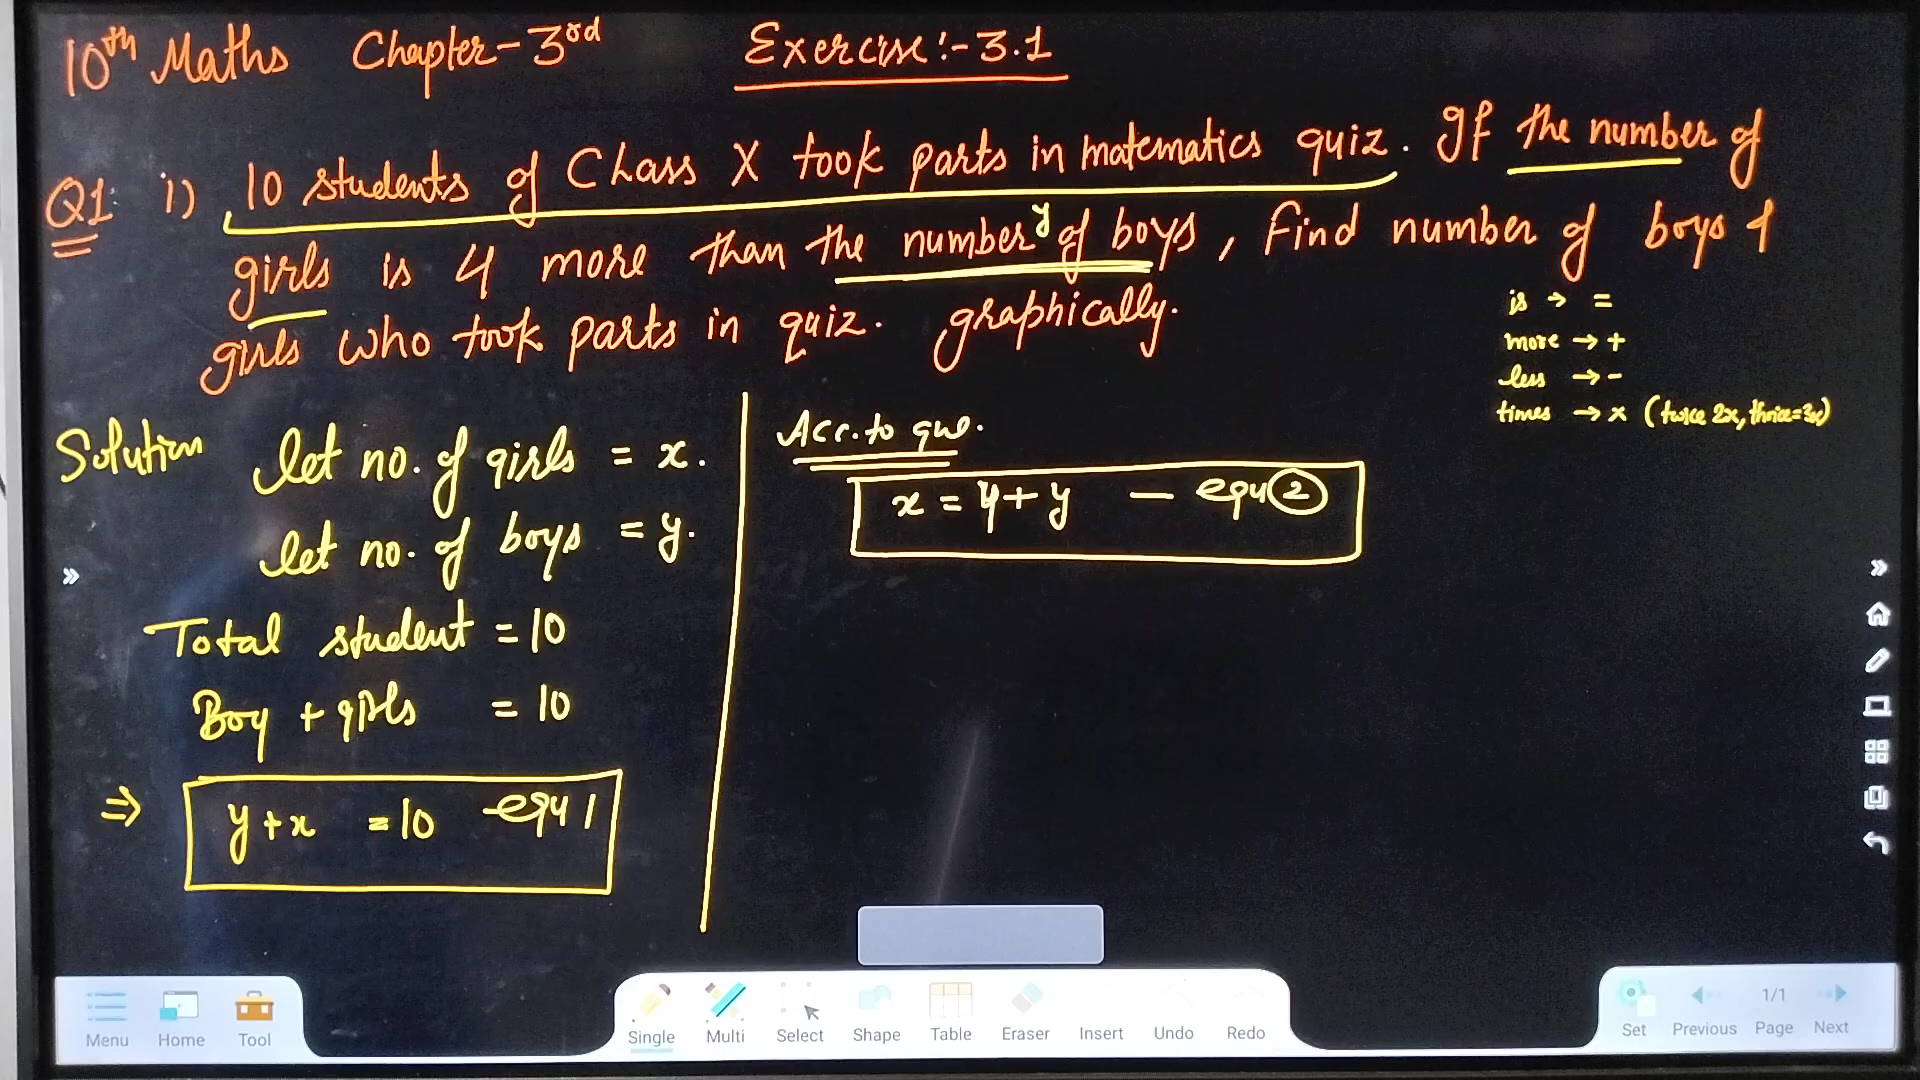 10th Maths Chapter-3rd Exercise:-3.1
Q1. i) 10 students of Class X took parts in matematics quiz. If the number of
girls is 4 more than the number y of boys, Find number of boys &
girls who took parts in quiz. graphically.
is → =
more → +
less → -
times → x (twice 2x, thrice=3x)
Solution let no. of girls = x.
let no. of boys = y.
Total student = 10
Boy + girls = 10
⇒ y+x = 10 - equ 1
Acc. to que.
x = 4+y - equ 2
Menu
Home
Tool
Single
Multi
Select
Shape
Table
Eraser
Insert
Undo
Redo
Set
Previous
1/1
Page
Next